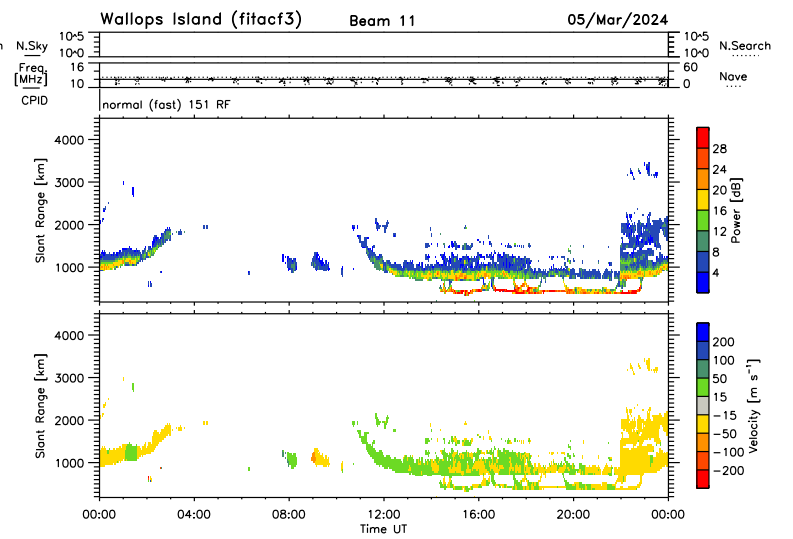 Wallops Island (fitacf3) Beam 11 05/Mar/2024
N.Sky 10^5 10^0 10^5 10^0 N.Search
Freq. [MHz] 16 10 60 0 Nave
CPID normal (fast) 151 RF
Slant Range [km] 4000 3000 2000 1000
Power [dB] 28 24 20 16 12 8 4
Slant Range [km] 4000 3000 2000 1000
Velocity [m s⁻¹] 200 100 50 15 −15 −50 −100 −200
00:00 04:00 08:00 12:00 16:00 20:00 00:00
Time UT